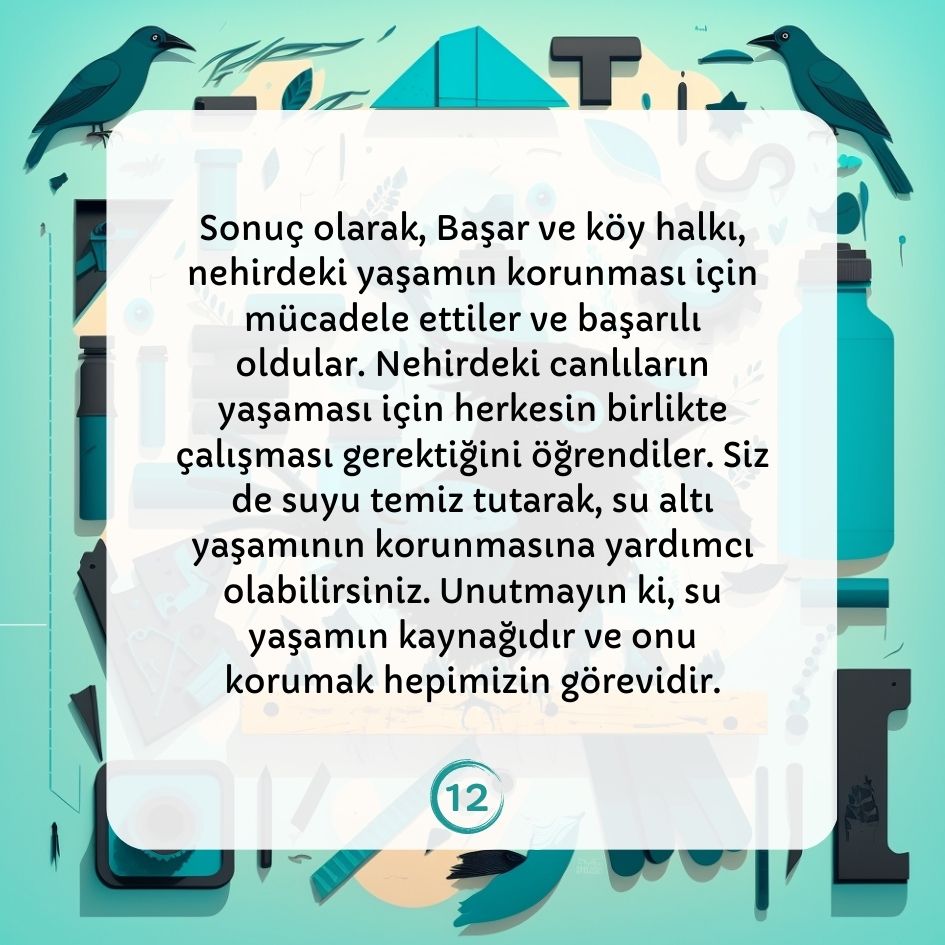 Sonuç olarak, Başar ve köy halkı,
nehirdeki yaşamın korunması için
mücadele ettiler ve başarılı
oldular. Nehirdeki canlıların
yaşaması için herkesin birlikte
çalışması gerektiğini öğrendiler. Siz
de suyu temiz tutarak, su altı
yaşamının korunmasına yardımcı
olabilirsiniz. Unutmayın ki, su
yaşamın kaynağıdır ve onu
korumak hepimizin görevidir.
12